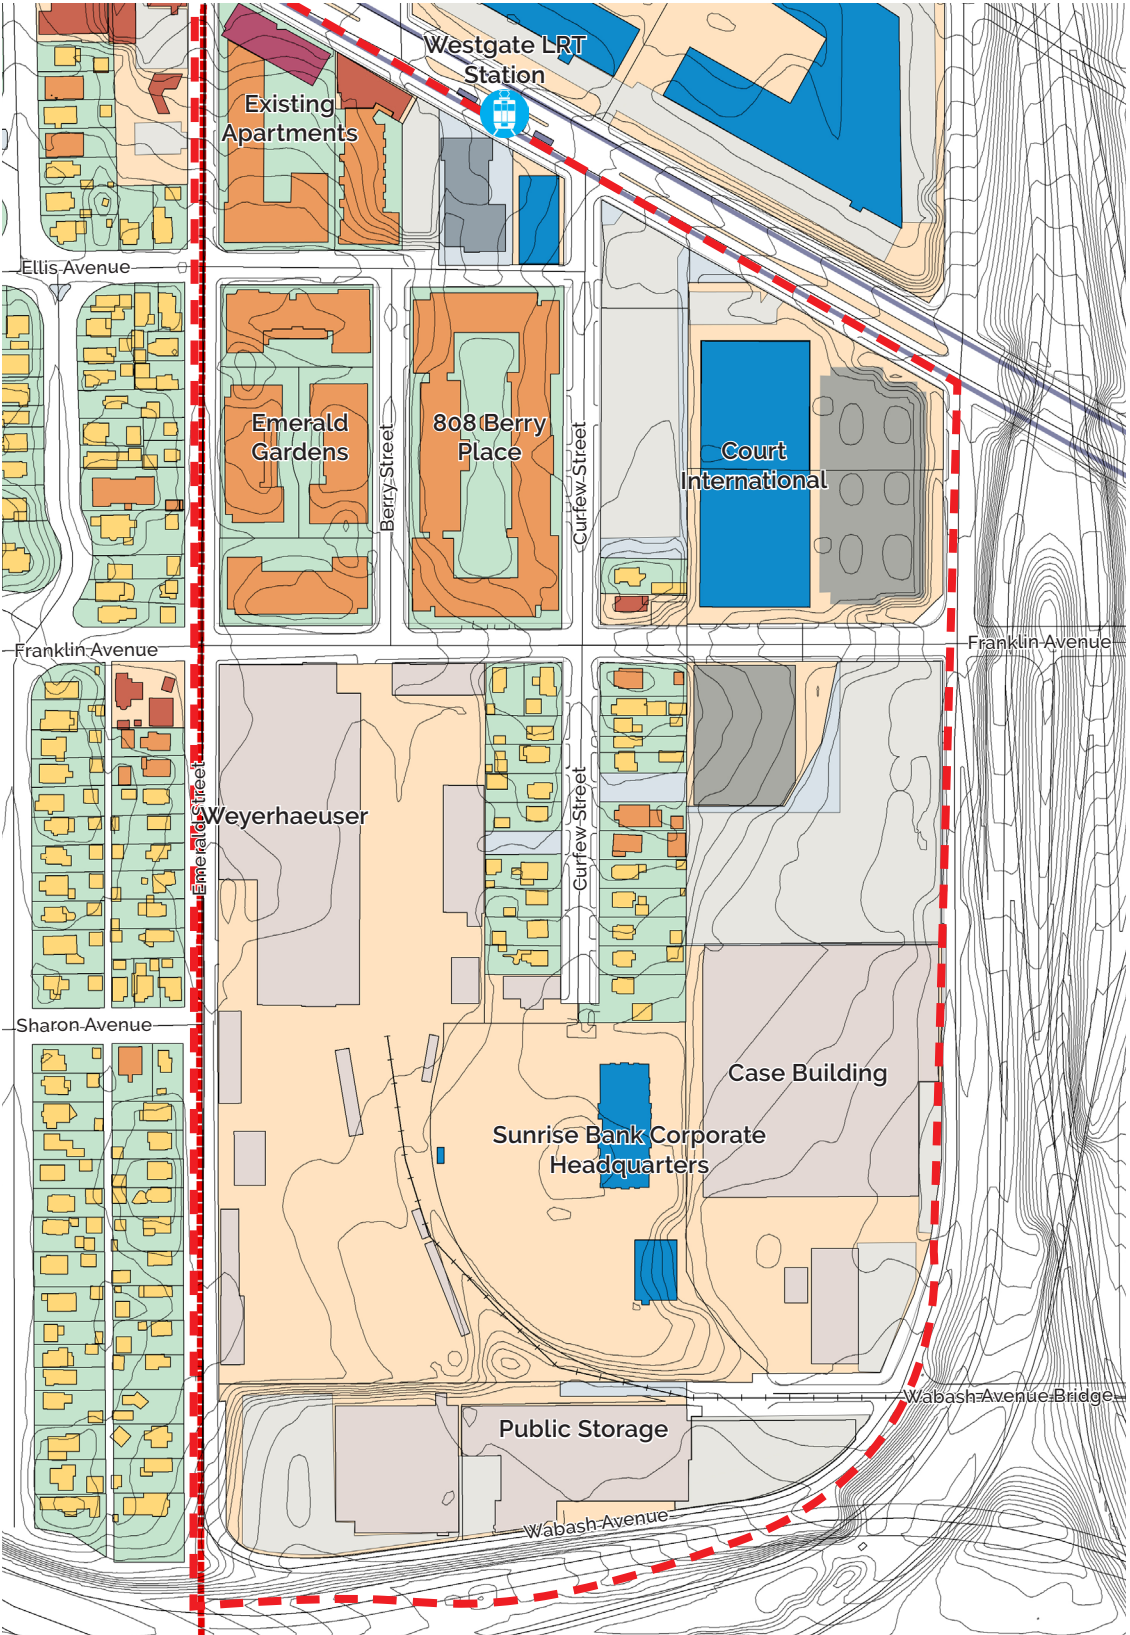 Westgate LRT
Station
Existing
Apartments
Ellis Avenue
Emerald
Gardens
808 Berry
Place
Berry Street
Curfew Street
Court
International
Franklin Avenue
Franklin Avenue
Weyerhaeuser
Emerald Street
Curfew Street
Sharon Avenue
Case Building
Sunrise Bank Corporate
Headquarters
Wabash Avenue Bridge
Public Storage
Wabash Avenue